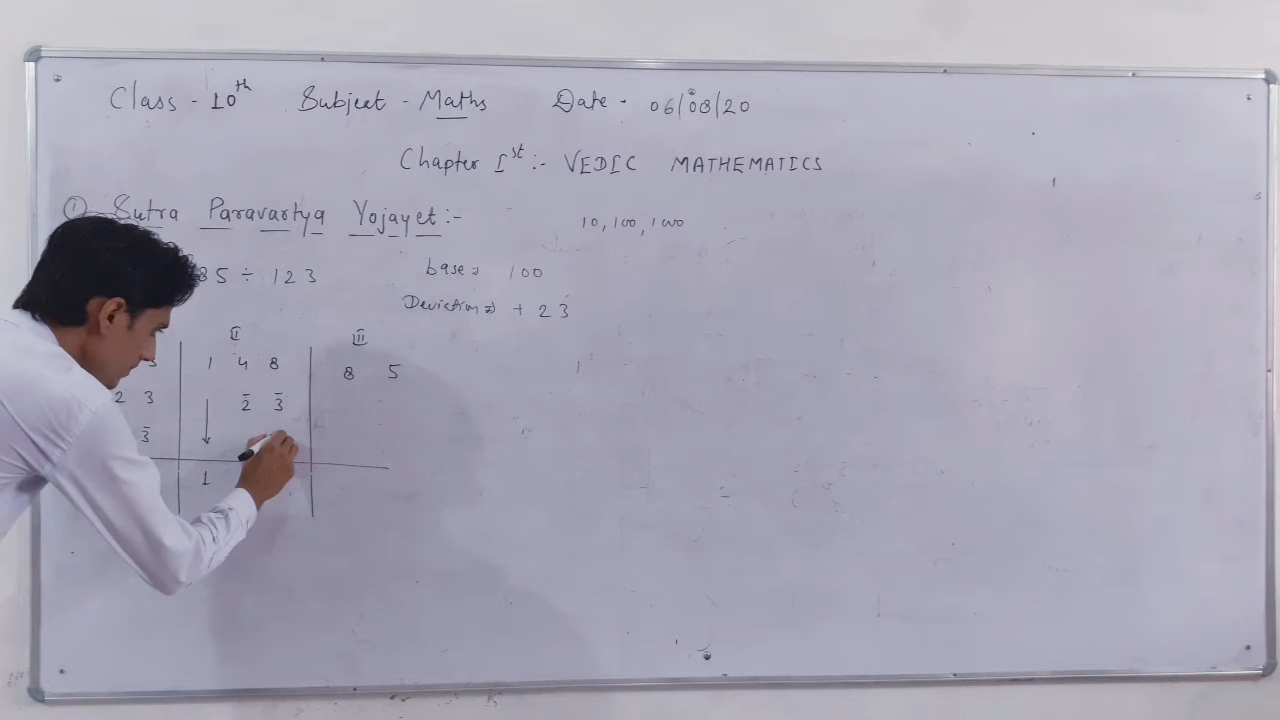 Class - 10th Subject - Maths Date - 06/08/20
Chapter Ist :- VEDIC MATHEMATICS
① Sutra Paravartya Yojayet :-
10, 100, 1000
85 ÷ 123
base = 100
Deviation = + 23
II III
3 1 4 8 8 5
2 3 2̄ 3̄
3̄
1